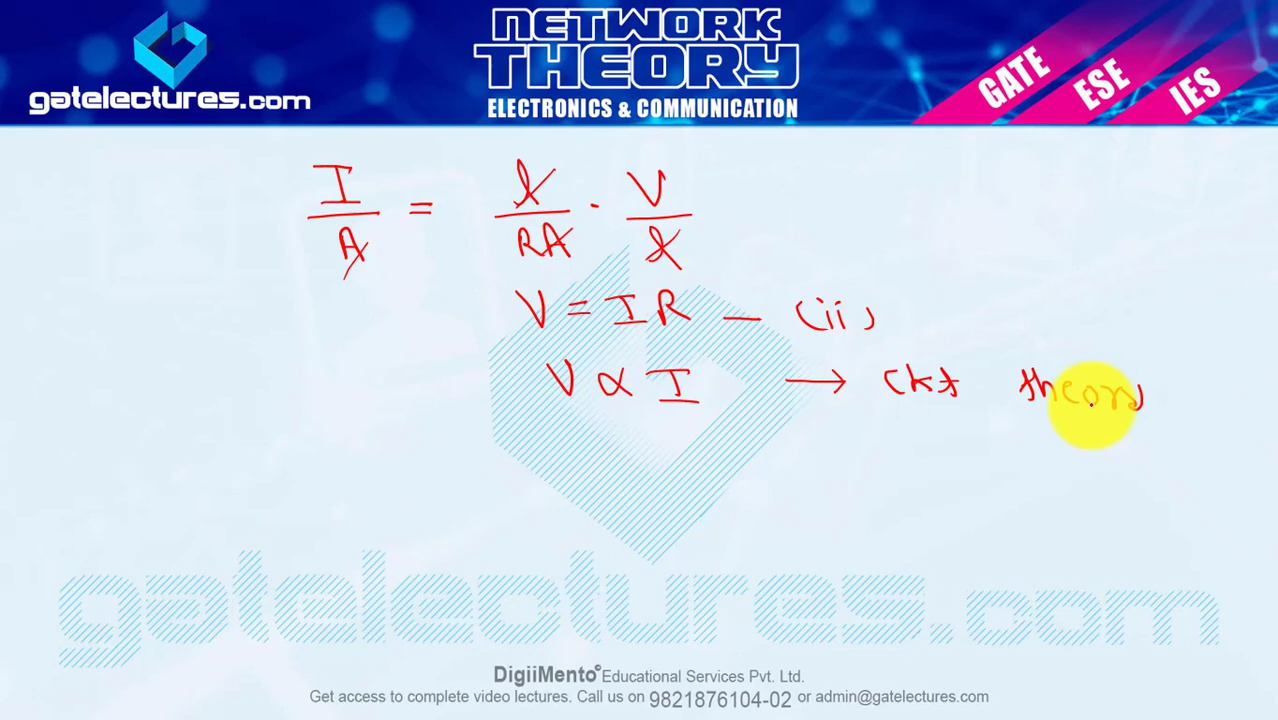 gatelectures.com
NETWORK
THEORY
ELECTRONICS & COMMUNICATION
GATE
ESE
IES
I/A = l/RA · V/l
V = IR — (ii)
V ∝ I → Ckt theory
gatelectures.com
DigiiMento© Educational Services Pvt. Ltd.
Get access to complete video lectures. Call us on 9821876104-02 or admin@gatelectures.com